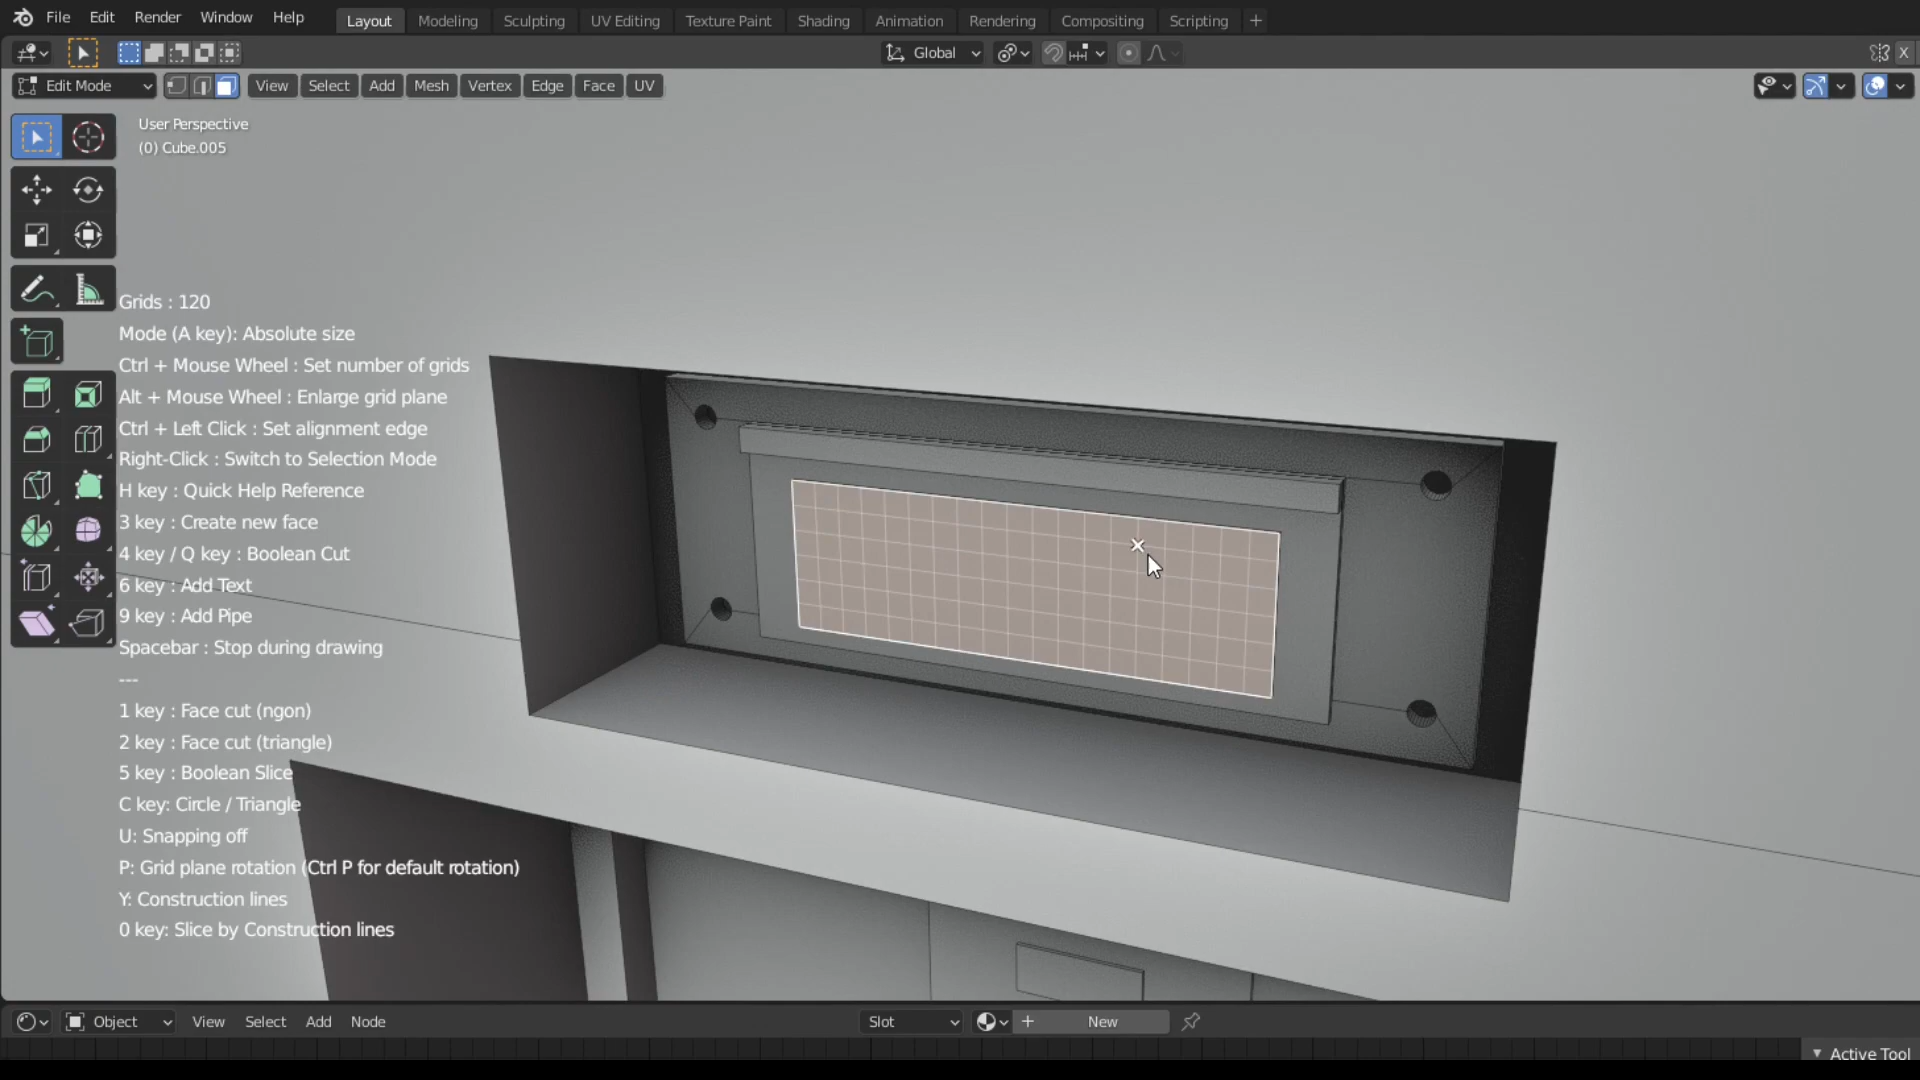 File Edit Render Window Help Layout Modeling Sculpting UV Editing Texture Paint Shading Animation Rendering Compositing Scripting +
Global X
Edit Mode View Select Add Mesh Vertex Edge Face UV
User Perspective
(0) Cube.005
Grids : 120
Mode (A key): Absolute size
Ctrl + Mouse Wheel : Set number of grids
Alt + Mouse Wheel : Enlarge grid plane
Ctrl + Left Click : Set alignment edge
Right-Click : Switch to Selection Mode
H key : Quick Help Reference
3 key : Create new face
4 key / Q key : Boolean Cut
6 key : Add Text
9 key : Add Pipe
Spacebar : Stop during drawing
---
1 key : Face cut (ngon)
2 key : Face cut (triangle)
5 key : Boolean Slice
C key: Circle / Triangle
U: Snapping off
P: Grid plane rotation (Ctrl P for default rotation)
Y: Construction lines
0 key: Slice by Construction lines
Object View Select Add Node Slot + New
Active Tool